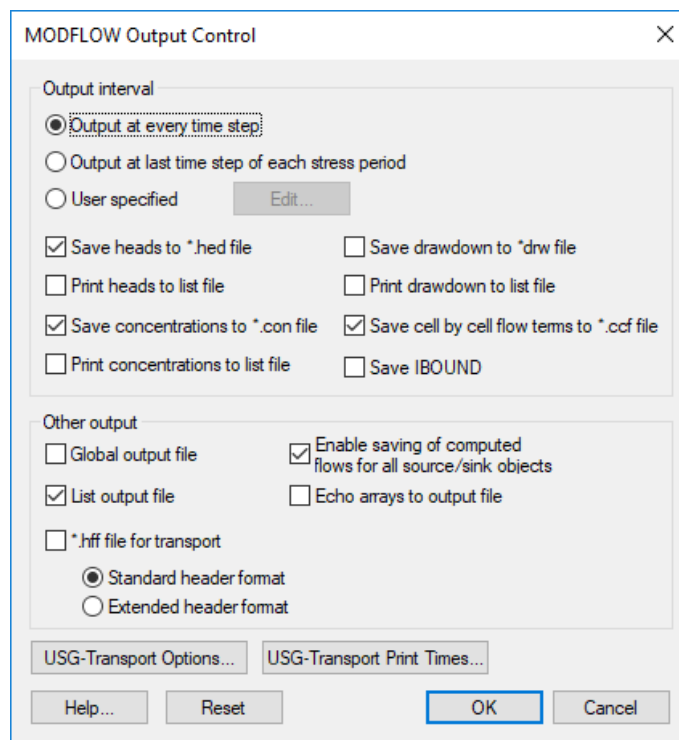 MODFLOW Output Control
Output interval
Output at every time step
Output at last time step of each stress period
User specified
Edit...
Save heads to *.hed file
Save drawdown to *drw file
Print heads to list file
Print drawdown to list file
Save concentrations to *.con file
Save cell by cell flow terms to *.ccf file
Print concentrations to list file
Save IBOUND
Other output
Global output file
Enable saving of computed
flows for all source/sink objects
List output file
Echo arrays to output file
*.hff file for transport
Standard header format
Extended header format
USG-Transport Options...
USG-Transport Print Times...
Help...
Reset
OK
Cancel